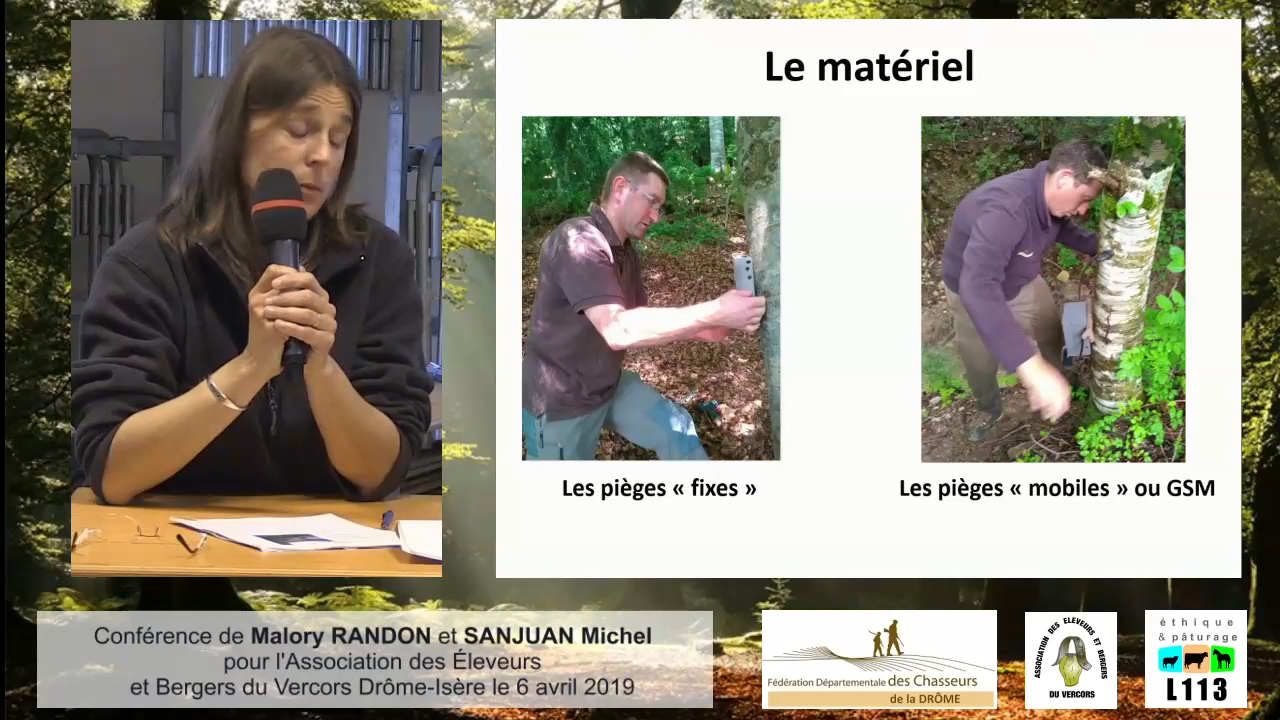 Le matériel
Les pièges « fixes »
Les pièges « mobiles » ou GSM
Conférence de Malory RANDON et SANJUAN Michel
pour l'Association des Éleveurs
et Bergers du Vercors Drôme-Isère le 6 avril 2019
Fédération Départementale des Chasseurs
de la DRÔME
ASSOCIATION DES ELEVEURS ET BERGERS
DU VERCORS
éthique
& pâturage
L113